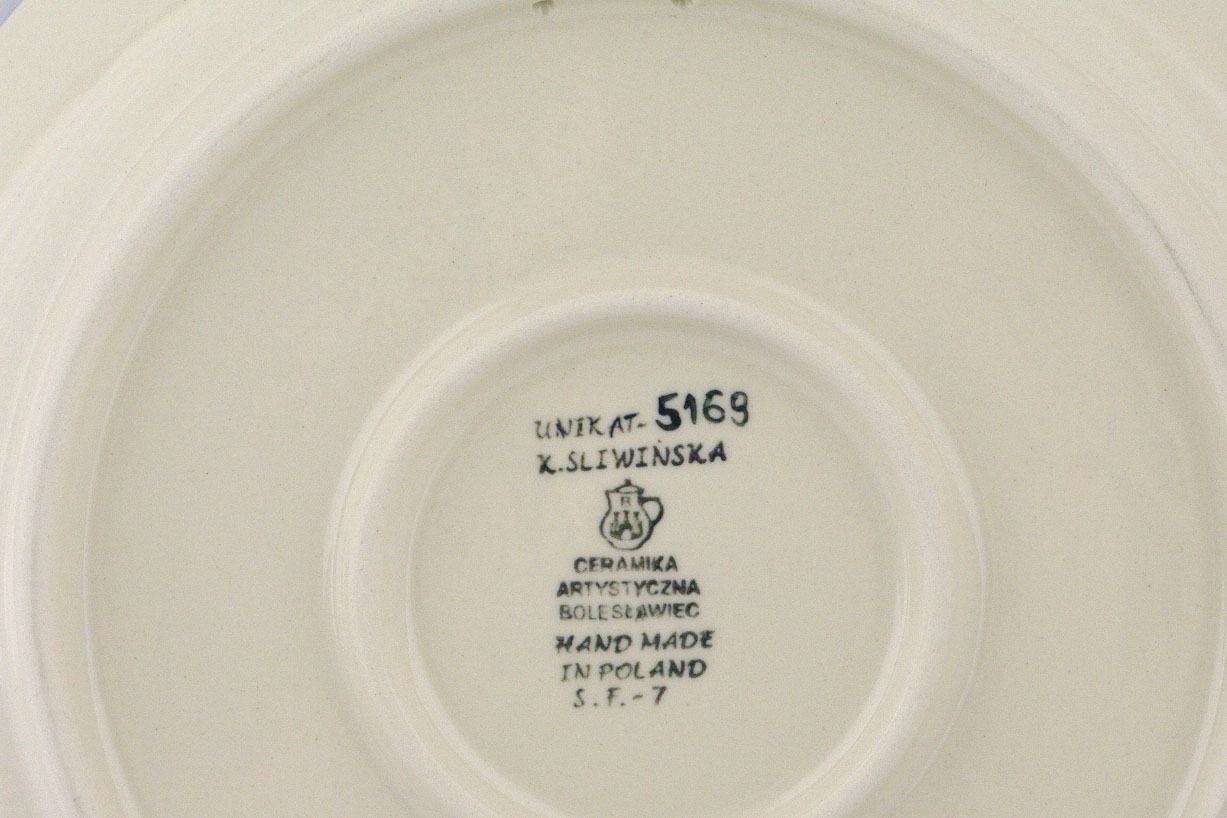 UNIKAT-5169
K.SLIWIŃSKA
R
CERAMIKA
ARTYSTYCZNA
BOLESŁAWIEC
HAND MADE
IN POLAND
S.F.-7